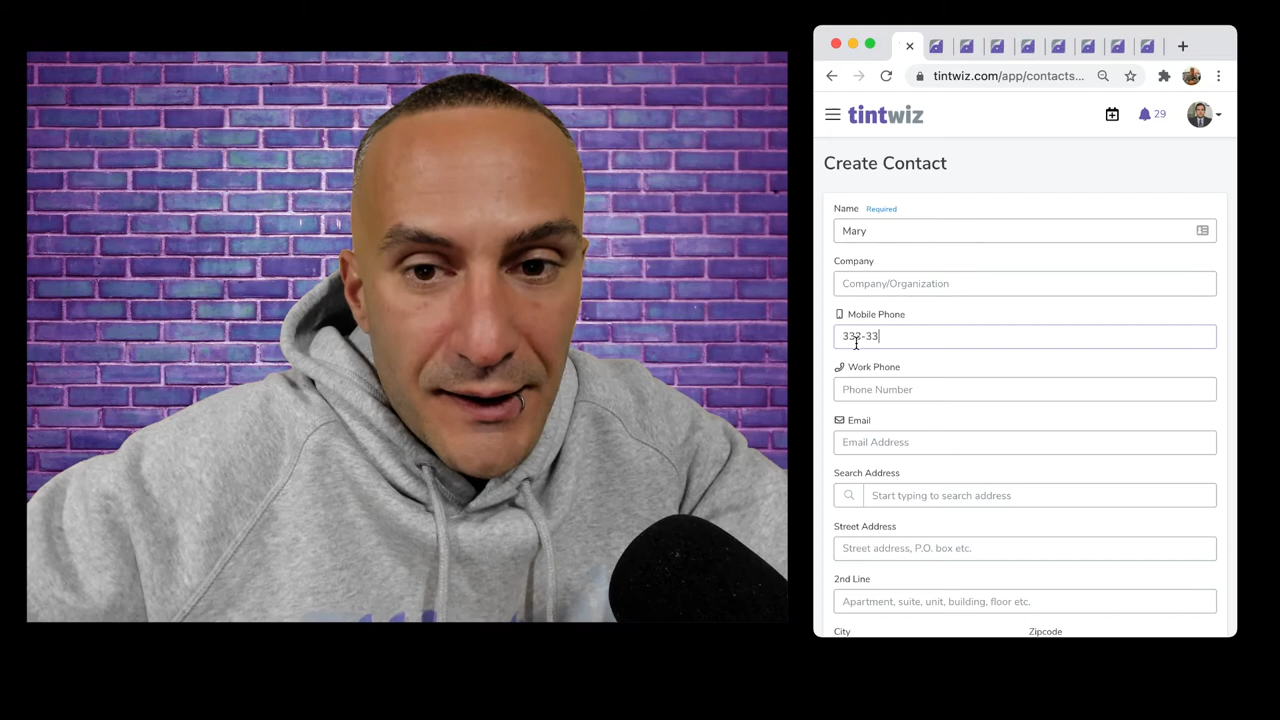 tintwiz.com/app/contacts...
tintwiz
29
Create Contact
Name Required
Mary
Company
Company/Organization
Mobile Phone
333-33
Work Phone
Phone Number
Email
Email Address
Search Address
Start typing to search address
Street Address
Street address, P.O. box etc.
2nd Line
Apartment, suite, unit, building, floor etc.
City Zipcode